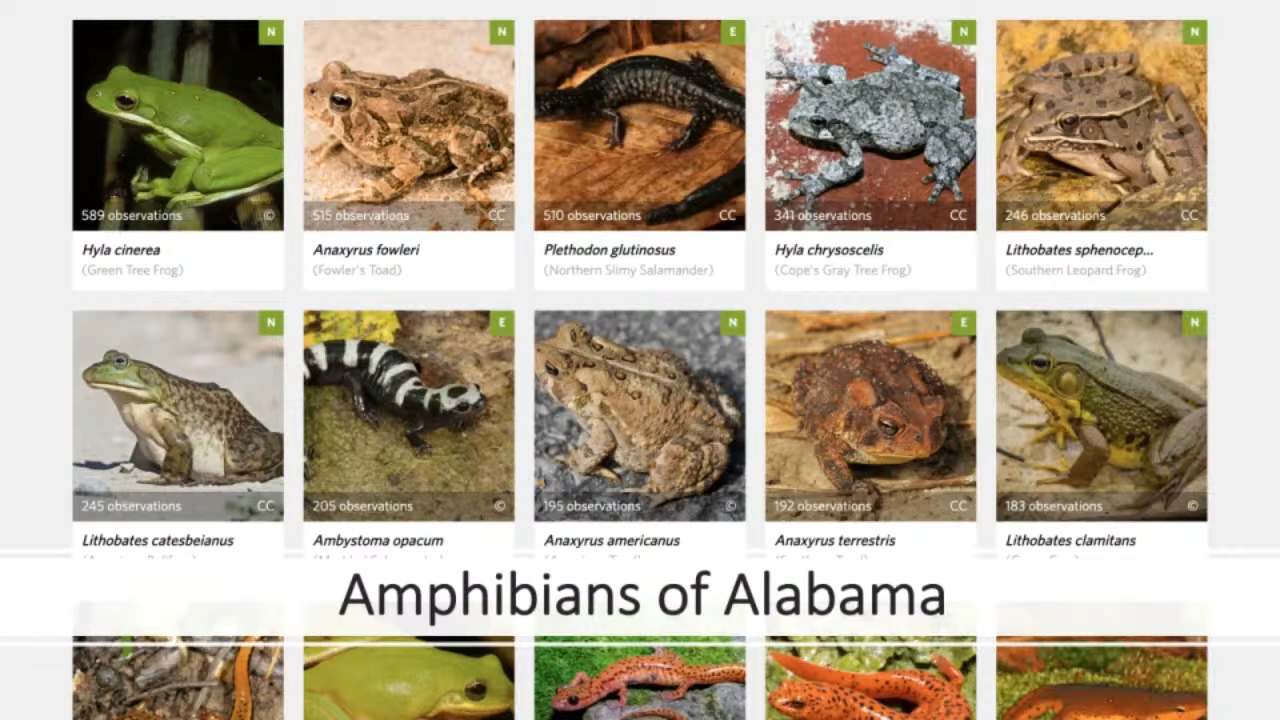 N
N
E
N
N
589 observations ©
515 observations CC
510 observations CC
341 observations CC
246 observations CC
Hyla cinerea
Anaxyrus fowleri
Plethodon glutinosus
Hyla chrysoscelis
Lithobates sphenocep...
(Green Tree Frog)
(Fowler's Toad)
(Northern Slimy Salamander)
(Cope's Gray Tree Frog)
(Southern Leopard Frog)
N
E
N
E
N
245 observations CC
205 observations ©
195 observations ©
192 observations CC
183 observations ©
Lithobates catesbeianus
Ambystoma opacum
Anaxyrus americanus
Anaxyrus terrestris
Lithobates clamitans
Amphibians of Alabama